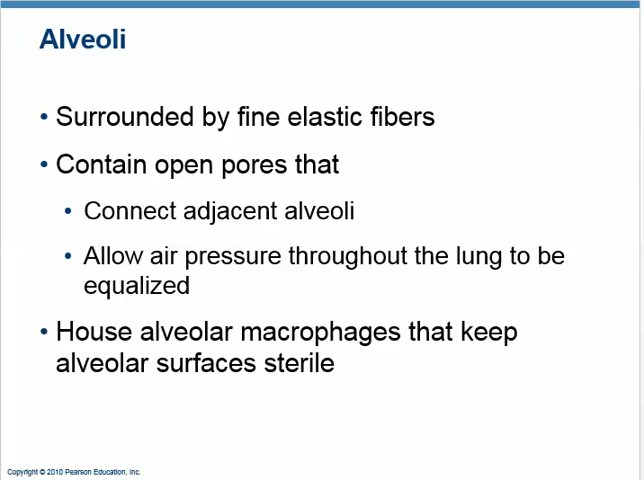 Alveoli
• Surrounded by fine elastic fibers
• Contain open pores that
• Connect adjacent alveoli
• Allow air pressure throughout the lung to be
equalized
• House alveolar macrophages that keep
alveolar surfaces sterile
Copyright © 2010 Pearson Education, Inc.